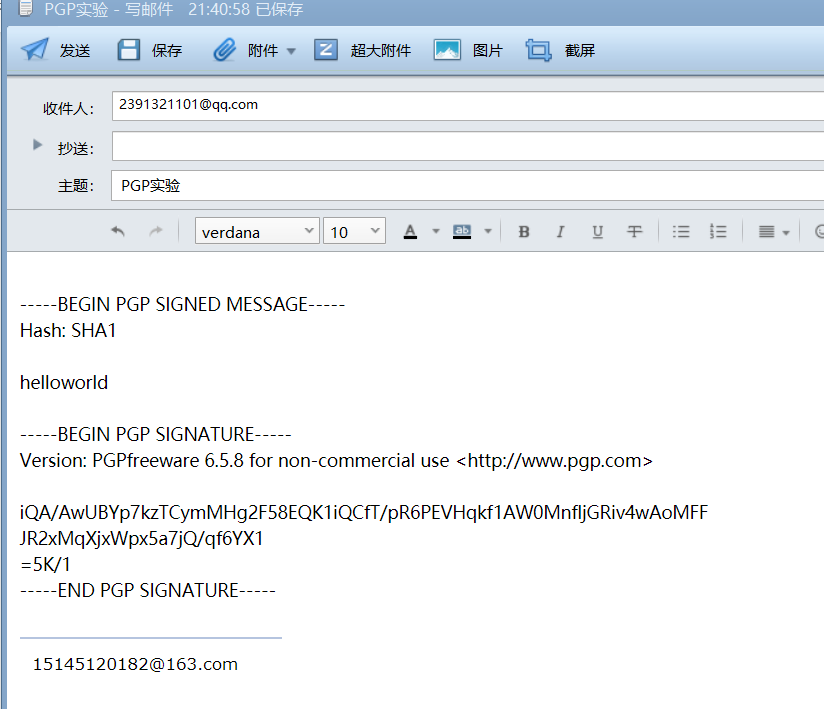 PGP实验 - 写邮件 21:40:58 已保存
发送 保存 附件 超大附件 图片 截屏
收件人: 2391321101@qq.com
抄送:
主题: PGP实验
verdana 10 A ab B I U T
-----BEGIN PGP SIGNED MESSAGE-----
Hash: SHA1
helloworld
-----BEGIN PGP SIGNATURE-----
Version: PGPfreeware 6.5.8 for non-commercial use <http://www.pgp.com>
iQA/AwUBYp7kzTCymMHg2F58EQK1iQCfT/pR6PEVHqkf1AW0MnfljGRiv4wAoMFF
JR2xMqXjxWpx5a7jQ/qf6YX1
=5K/1
-----END PGP SIGNATURE-----
15145120182@163.com